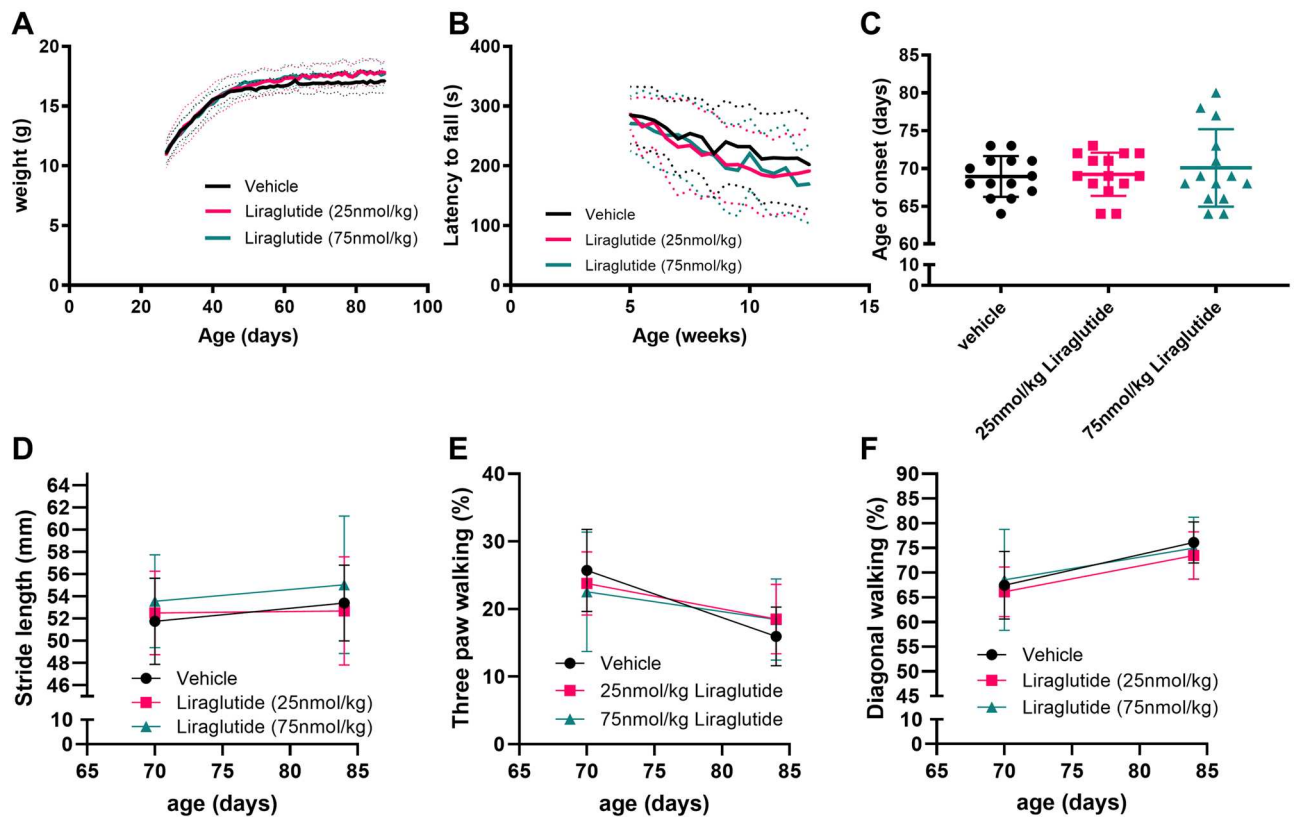 A
weight (g)
20
15
10
5
0
0
20
40
60
80
100
Age (days)
Vehicle
Liraglutide (25nmol/kg)
Liraglutide (75nmol/kg)
B
Latency to fall (s)
400
300
200
100
0
0
5
10
15
Age (weeks)
Vehicle
Liraglutide (25nmol/kg)
Liraglutide (75nmol/kg)
C
Age of onset (days)
85
80
75
70
65
60
10
0
vehicle
25nmol/kg Liraglutide
75nmol/kg Liraglutide
D
Stride length (mm)
64
62
60
58
56
54
52
50
48
46
10
0
65
70
75
80
85
age (days)
Vehicle
Liraglutide (25nmol/kg)
Liraglutide (75nmol/kg)
E
Three paw walking (%)
40
30
20
10
0
65
70
75
80
85
age (days)
Vehicle
25nmol/kg Liraglutide
75nmol/kg Liraglutide
F
Diagonal walking (%)
90
85
80
75
70
65
60
55
50
45
10
0
65
70
75
80
85
age (days)
Vehicle
Liraglutide (25nmol/kg)
Liraglutide (75nmol/kg)